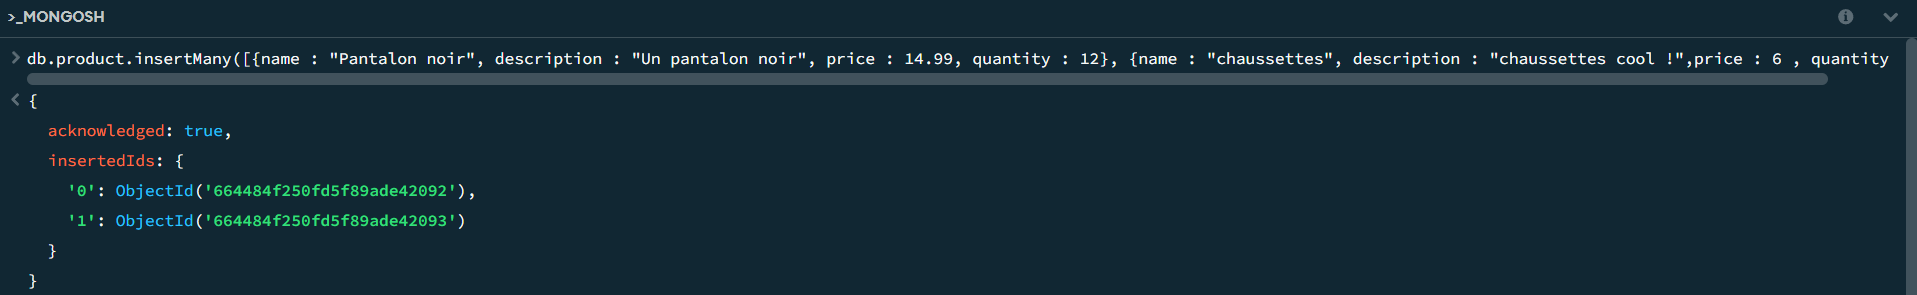 >_MONGOSH
> db.product.insertMany([{name : "Pantalon noir", description : "Un pantalon noir", price : 14.99, quantity : 12}, {name : "chaussettes", description : "chaussettes cool !",price : 6 , quantity
< {
acknowledged: true,
insertedIds: {
'0': ObjectId('664484f250fd5f89ade42092'),
'1': ObjectId('664484f250fd5f89ade42093')
}
}